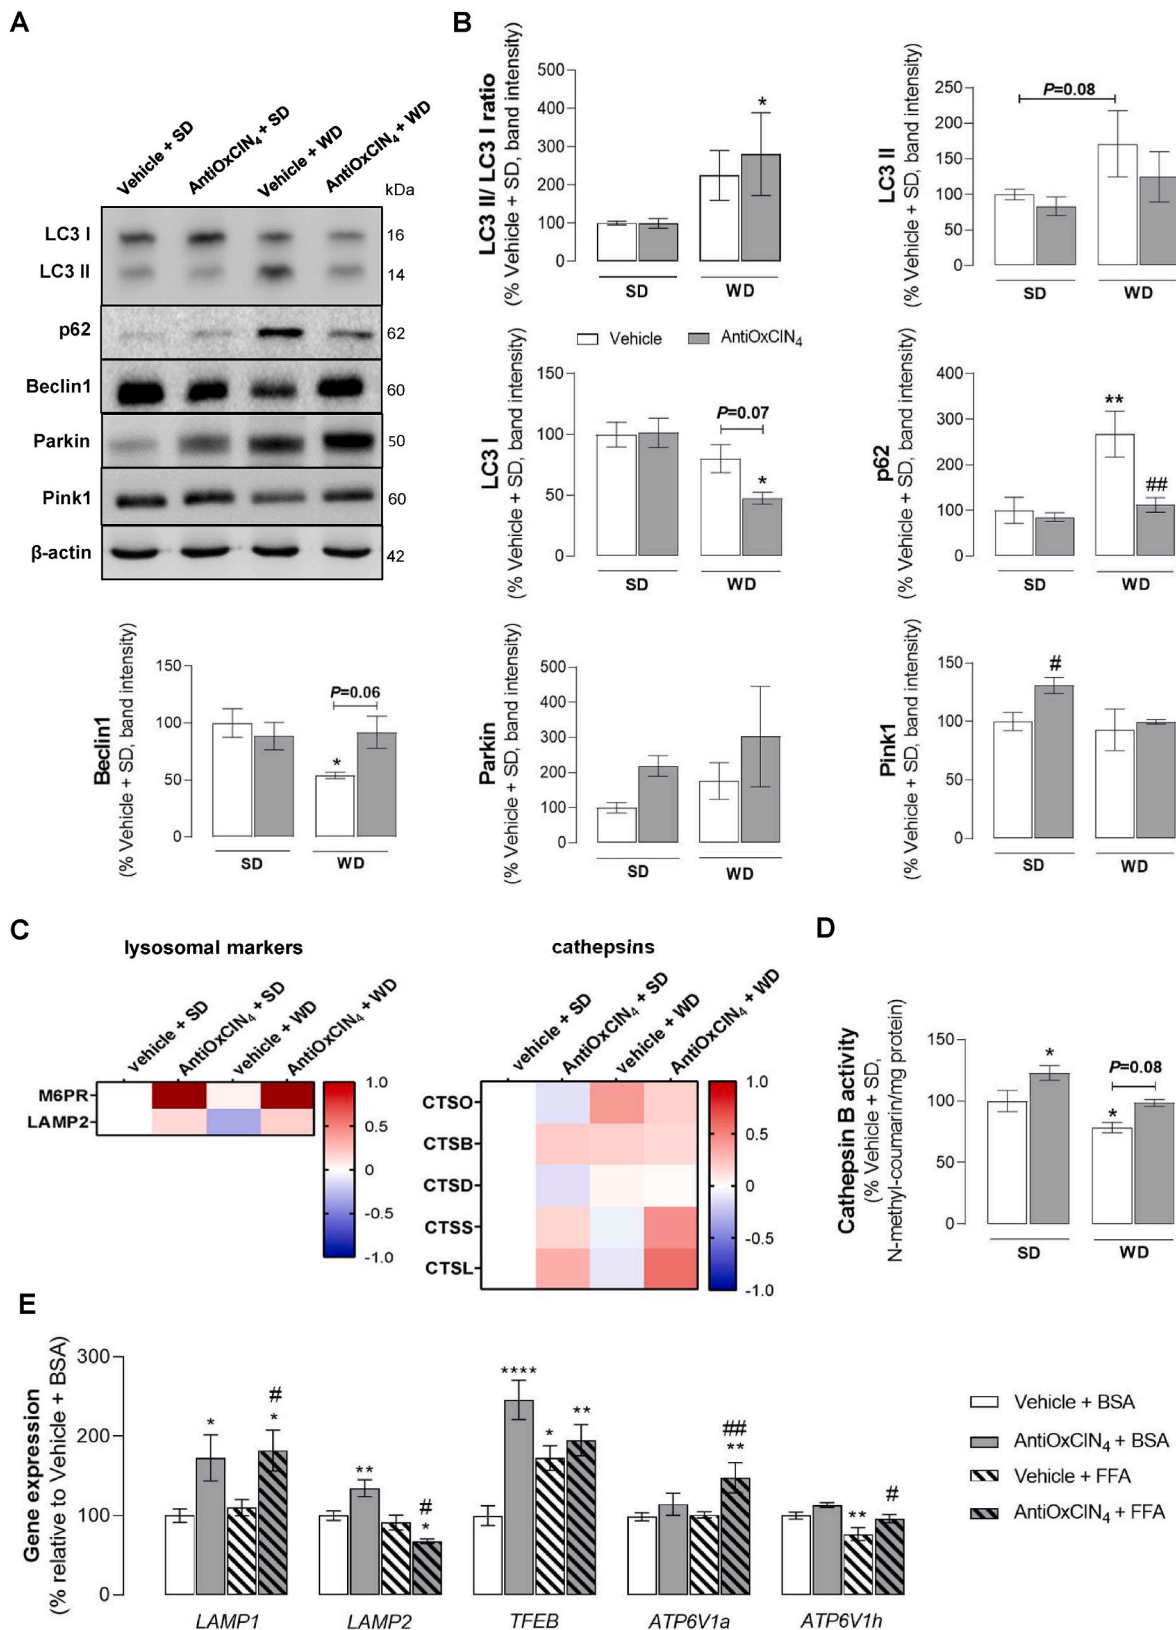 A
Vehicle + SD
AntiOxCIN₄ + SD
Vehicle + WD
AntiOxCIN₄ + WD
kDa
LC3 I
16
LC3 II
14
p62
62
Beclin1
60
Parkin
50
Pink1
60
β-actin
42
B
LC3 II/ LC3 I ratio
(% Vehicle + SD, band intensity)
500
400
300
200
100
0
*
SD
WD
LC3 II
(% Vehicle + SD, band intensity)
250
200
150
100
50
0
P=0.08
SD
WD
Vehicle
AntiOxCIN₄
LC3 I
(% Vehicle + SD, band intensity)
150
100
50
0
P=0.07
*
SD
WD
p62
(% Vehicle + SD, band intensity)
400
300
200
100
0
**
##
SD
WD
Beclin1
(% Vehicle + SD, band intensity)
150
100
50
0
P=0.06
*
SD
WD
Parkin
(% Vehicle + SD, band intensity)
500
400
300
200
100
0
SD
WD
Pink1
(% Vehicle + SD, band intensity)
150
100
50
0
#
SD
WD
C
lysosomal markers
vehicle + SD
AntiOxCIN₄ + SD
vehicle + WD
AntiOxCIN₄ + WD
M6PR
LAMP2
1.0
0.5
0
-0.5
-1.0
cathepsins
vehicle + SD
AntiOxCIN₄ + SD
vehicle + WD
AntiOxCIN₄ + WD
CTSO
CTSB
CTSD
CTSS
CTSL
1.0
0.5
0
-0.5
-1.0
D
Cathepsin B activity
(% Vehicle + SD,
N-methyl-coumarin/mg protein)
150
100
50
0
*
P=0.08
*
SD
WD
E
Gene expression
(% relative to Vehicle + BSA)
300
200
100
0
*
#
*
**
#
*
****
*
**
##
**
**
#
LAMP1
LAMP2
TFEB
ATP6V1a
ATP6V1h
Vehicle + BSA
AntiOxCIN₄ + BSA
Vehicle + FFA
AntiOxCIN₄ + FFA